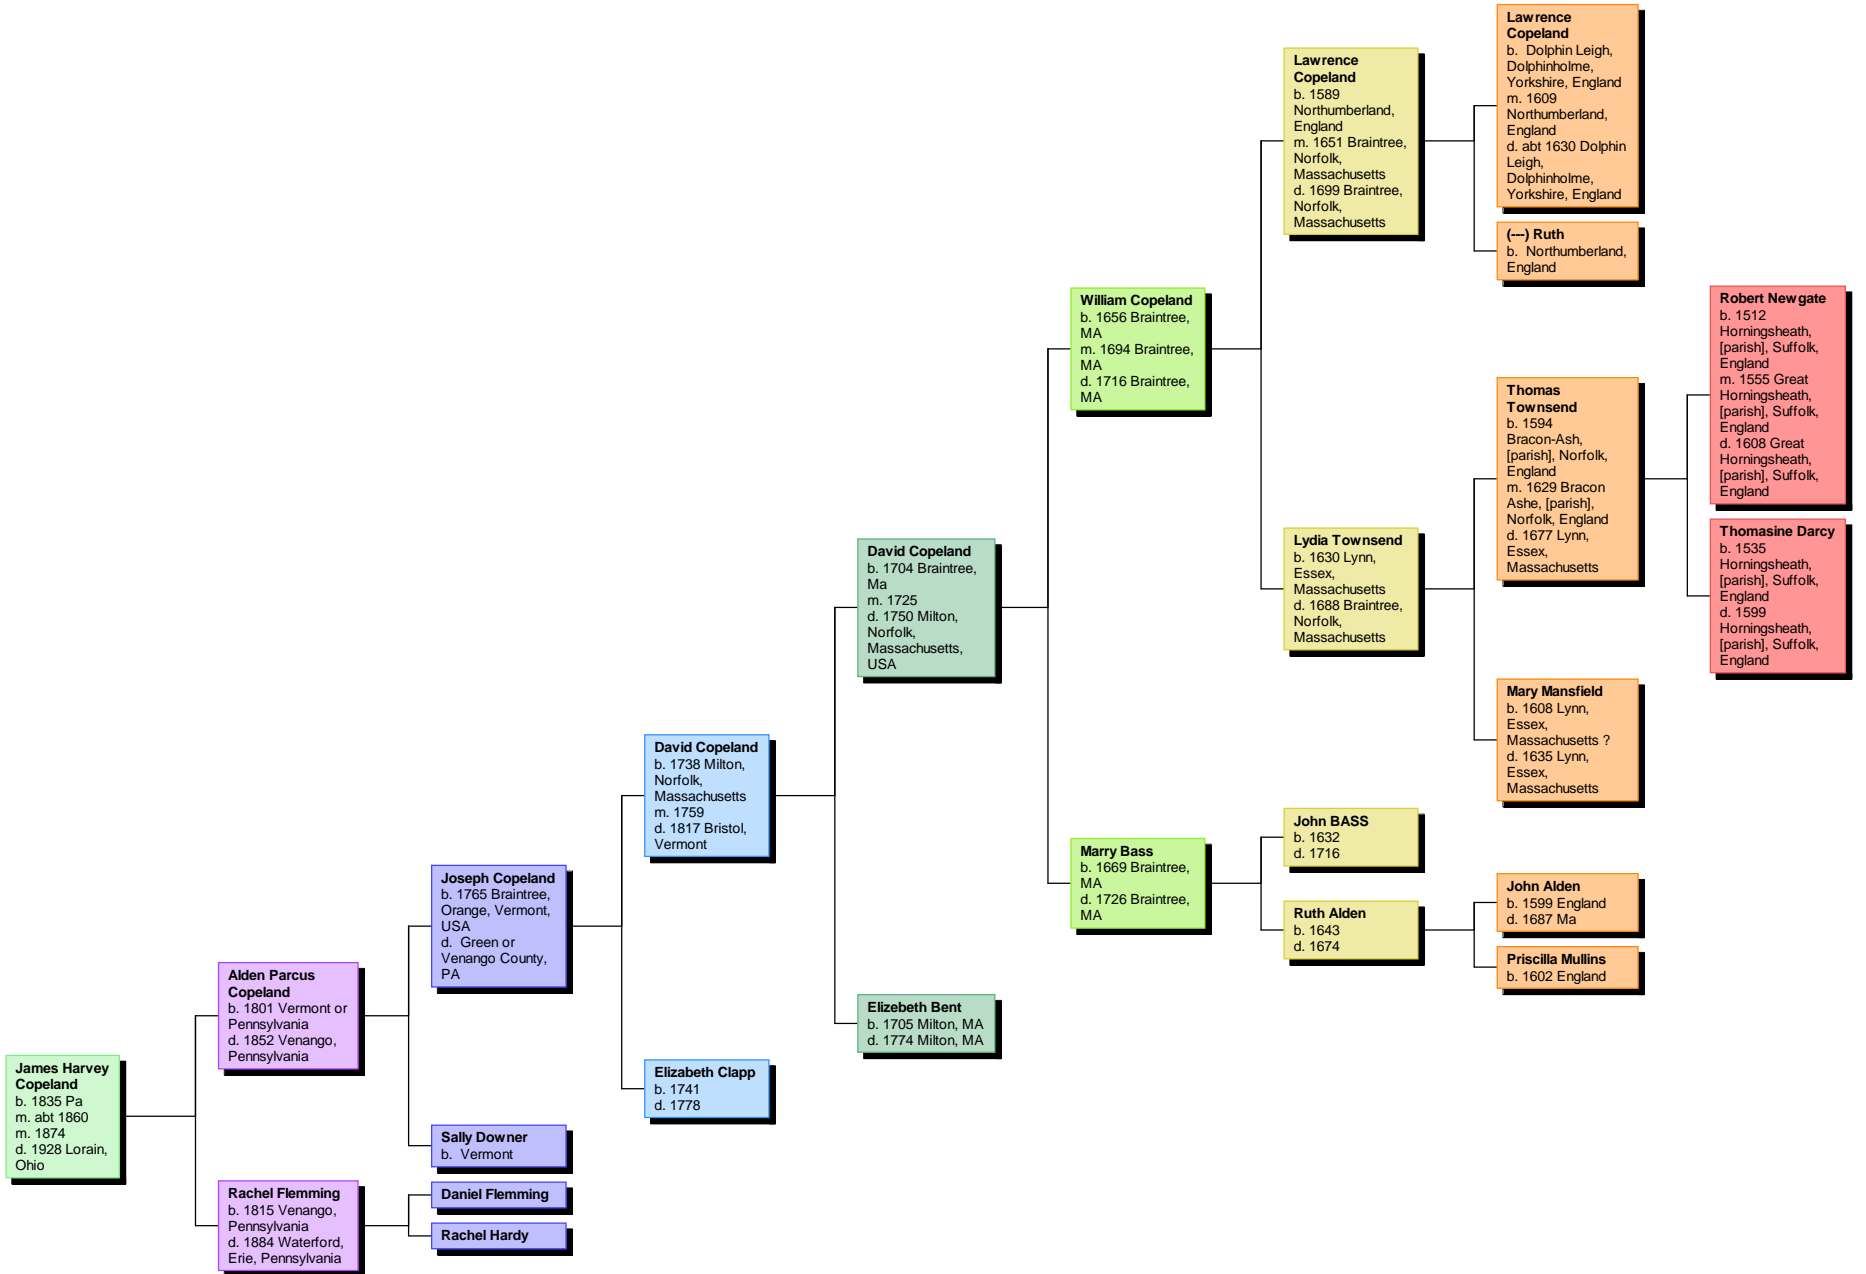 James Harvey
Copeland
b. 1835 Pa
m. abt 1860
m. 1874
d. 1928 Lorain,
Ohio
Alden Parcus
Copeland
b. 1801 Vermont or
Pennsylvania
d. 1852 Venango,
Pennsylvania
Rachel Flemming
b. 1815 Venango,
Pennsylvania
d. 1884 Waterford,
Erie, Pennsylvania
Joseph Copeland
b. 1765 Braintree,
Orange, Vermont,
USA
d.  Green or
Venango County,
PA
Sally Downer
b.  Vermont
Daniel Flemming
Rachel Hardy
David Copeland
b. 1738 Milton,
Norfolk,
Massachusetts
m. 1759
d. 1817 Bristol,
Vermont
Elizabeth Clapp
b. 1741
d. 1778
David Copeland
b. 1704 Braintree,
Ma
m. 1725
d. 1750 Milton,
Norfolk,
Massachusetts,
USA
Elizebeth Bent
b. 1705 Milton, MA
d. 1774 Milton, MA
William Copeland
b. 1656 Braintree,
MA
m. 1694 Braintree,
MA
d. 1716 Braintree,
MA
Marry Bass
b. 1669 Braintree,
MA
d. 1726 Braintree,
MA
Lawrence
Copeland
b. 1589
Northumberland,
England
m. 1651 Braintree,
Norfolk,
Massachusetts
d. 1699 Braintree,
Norfolk,
Massachusetts
Lydia Townsend
b. 1630 Lynn,
Essex,
Massachusetts
d. 1688 Braintree,
Norfolk,
Massachusetts
John BASS
b. 1632
d. 1716
Ruth Alden
b. 1643
d. 1674
Lawrence
Copeland
b.  Dolphin Leigh,
Dolphinholme,
Yorkshire, England
m. 1609
Northumberland,
England
d. abt 1630 Dolphin
Leigh,
Dolphinholme,
Yorkshire, England
(---) Ruth
b.  Northumberland,
England
Thomas
Townsend
b. 1594
Bracon-Ash,
[parish], Norfolk,
England
m. 1629 Bracon
Ashe, [parish],
Norfolk, England
d. 1677 Lynn,
Essex,
Massachusetts
Mary Mansfield
b. 1608 Lynn,
Essex,
Massachusetts ?
d. 1635 Lynn,
Essex,
Massachusetts
John Alden
b. 1599 England
d. 1687 Ma
Priscilla Mullins
b. 1602 England
Robert Newgate
b. 1512
Horningsheath,
[parish], Suffolk,
England
m. 1555 Great
Horningsheath,
[parish], Suffolk,
England
d. 1608 Great
Horningsheath,
[parish], Suffolk,
England
Thomasine Darcy
b. 1535
Horningsheath,
[parish], Suffolk,
England
d. 1599
Horningsheath,
[parish], Suffolk,
England